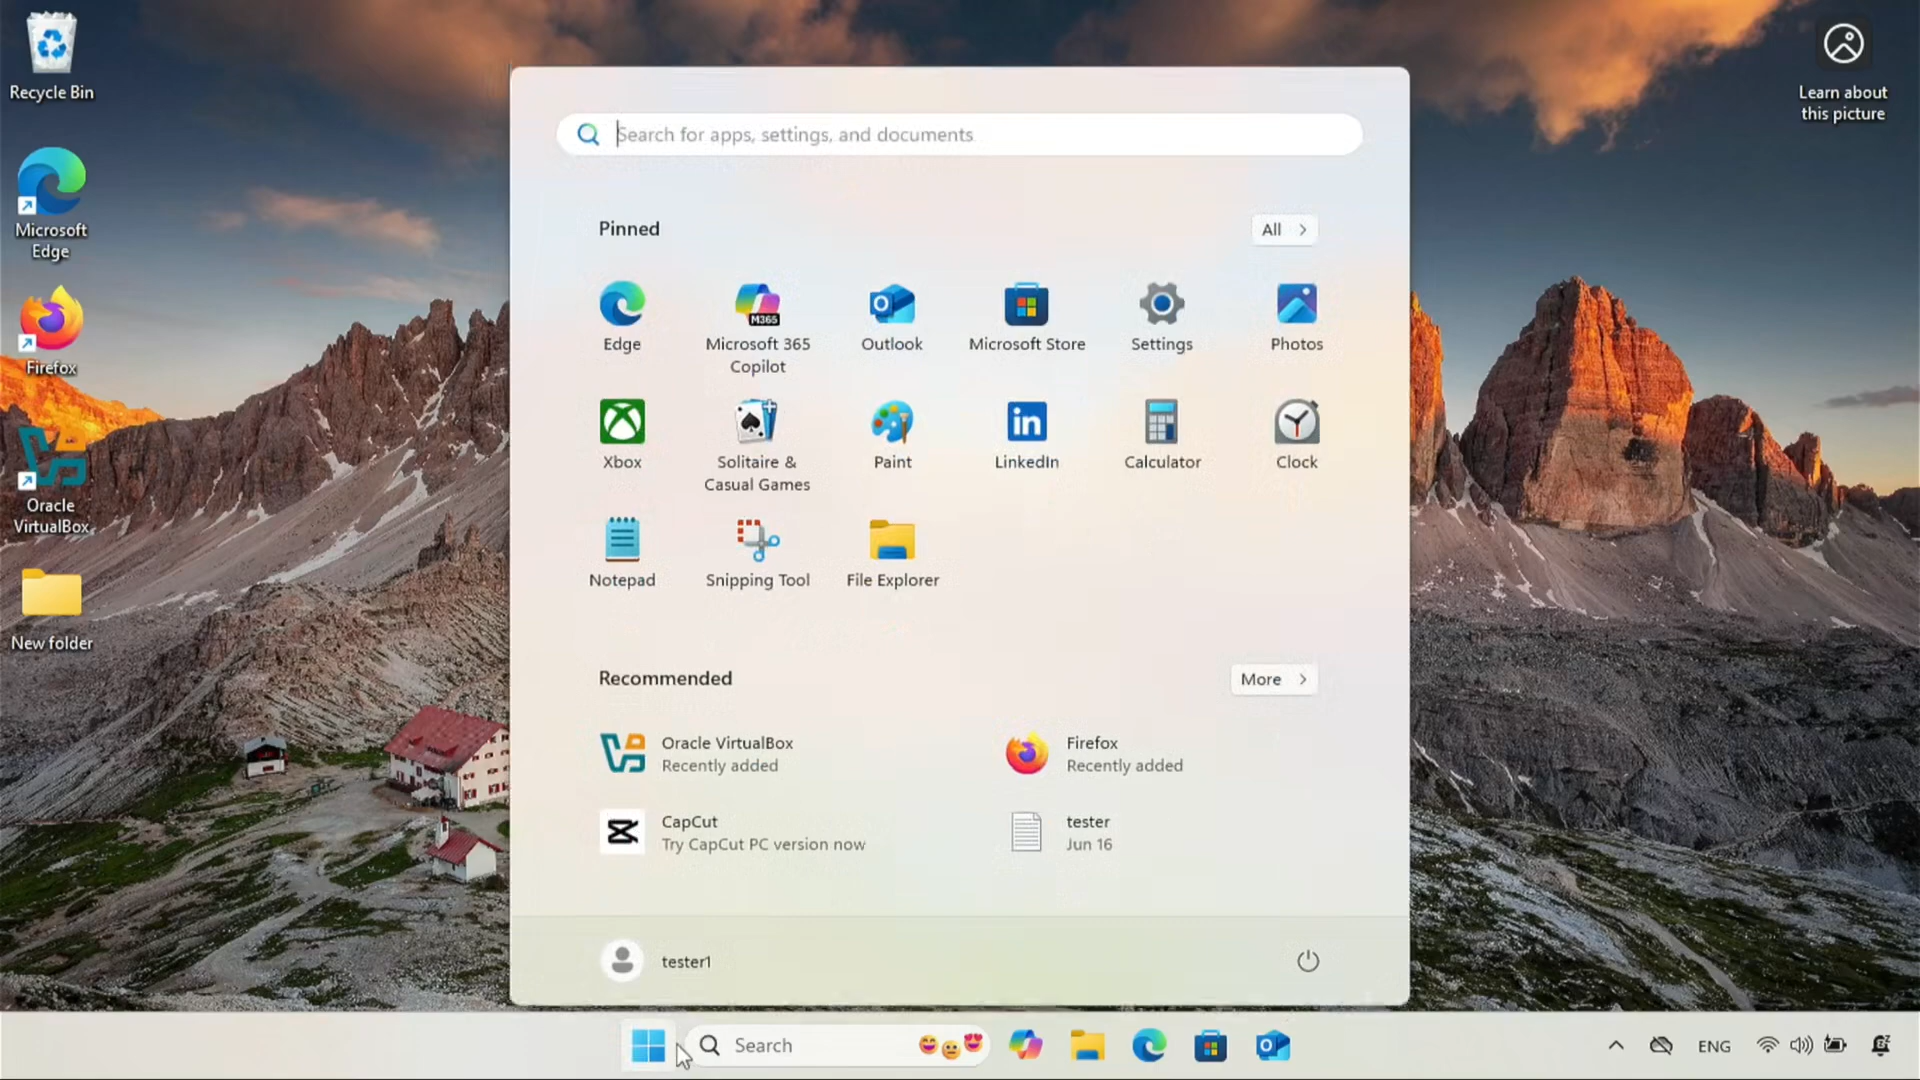 Recycle Bin
Microsoft
Edge
Firefox
Oracle
VirtualBox
New folder
Learn about
this picture
Search for apps, settings, and documents
Pinned
All
Edge
Microsoft 365
Copilot
M365
Outlook
Microsoft Store
Settings
Photos
Xbox
Solitaire &
Casual Games
Paint
LinkedIn
in
Calculator
Clock
Notepad
Snipping Tool
File Explorer
Recommended
More
Oracle VirtualBox
Recently added
Firefox
Recently added
CapCut
Try CapCut PC version now
tester
Jun 16
tester1
Search
ENG